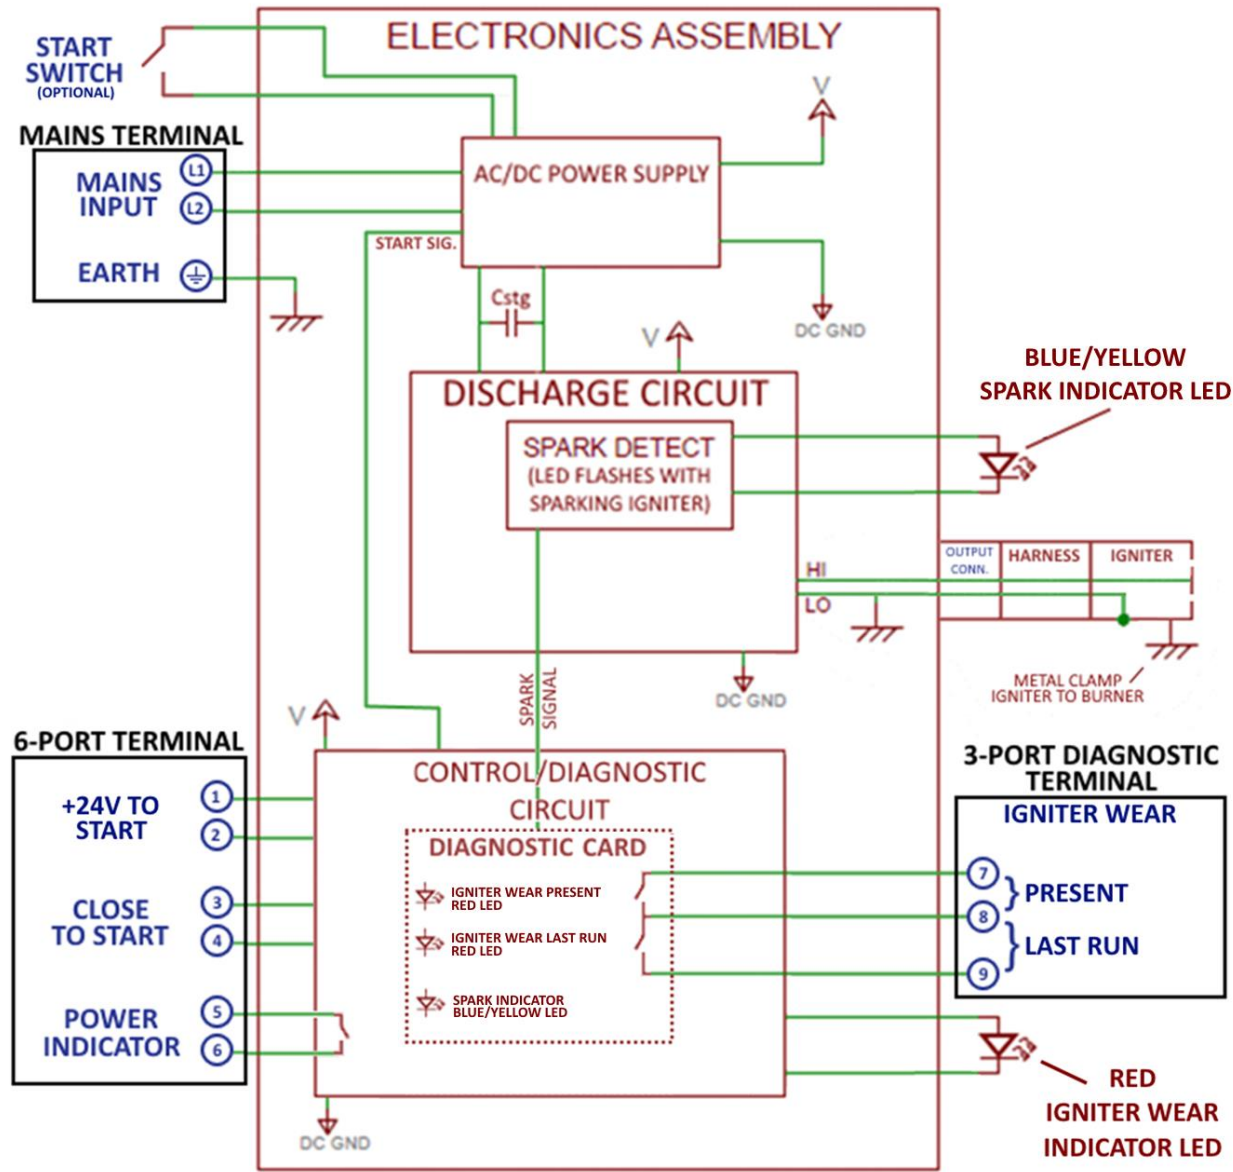 ELECTRONICS ASSEMBLY
START
SWITCH
(OPTIONAL)
MAINS TERMINAL
MAINS
INPUT
L1
L2
EARTH
AC/DC POWER SUPPLY
V
START SIG.
DC GND
Cstg
V
DISCHARGE CIRCUIT
SPARK DETECT
(LED FLASHES WITH
SPARKING IGNITER)
BLUE/YELLOW
SPARK INDICATOR LED
HI
LO
OUTPUT
CONN.
HARNESS
IGNITER
METAL CLAMP
IGNITER TO BURNER
DC GND
SPARK
SIGNAL
V
6-PORT TERMINAL
+24V TO
START
1
2
CLOSE
TO START
3
4
POWER
INDICATOR
5
6
CONTROL/DIAGNOSTIC
CIRCUIT
DIAGNOSTIC CARD
IGNITER WEAR PRESENT
RED LED
IGNITER WEAR LAST RUN
RED LED
SPARK INDICATOR
BLUE/YELLOW LED
DC GND
3-PORT DIAGNOSTIC
TERMINAL
IGNITER WEAR
7
8
9
} PRESENT
} LAST RUN
RED
IGNITER WEAR
INDICATOR LED